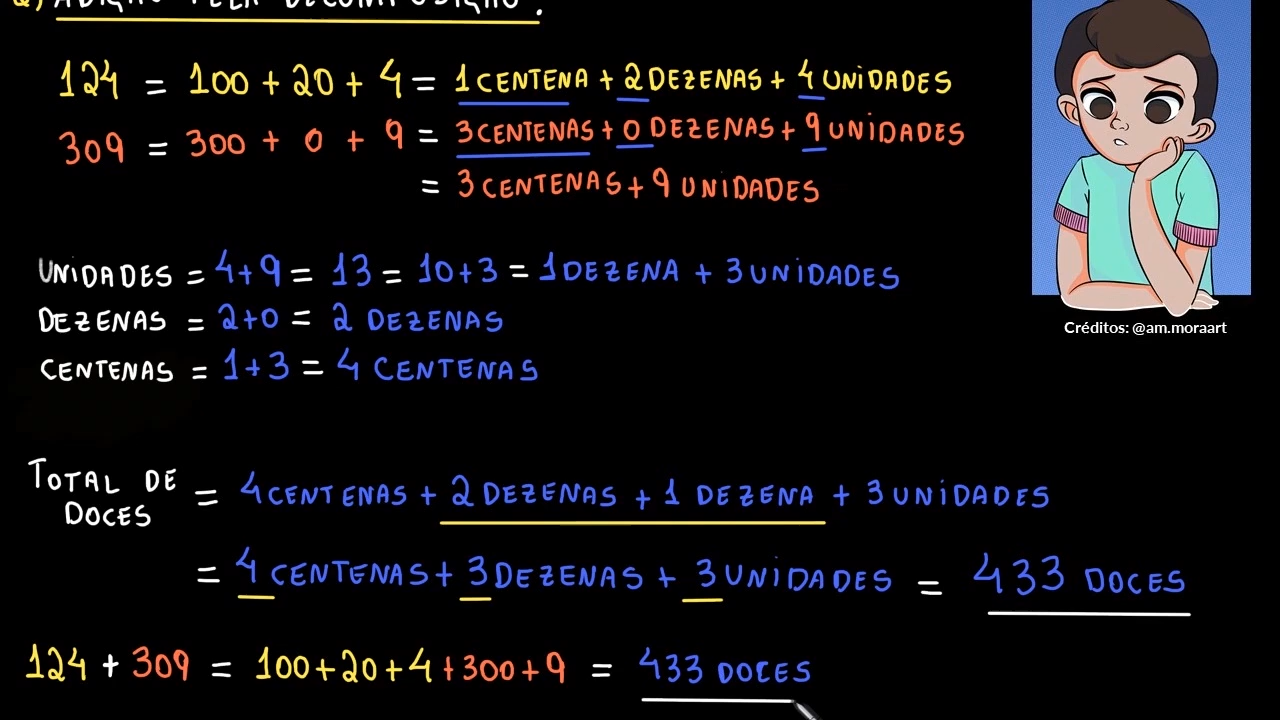 124 = 100 + 20 + 4 = 1 CENTENA + 2 DEZENAS + 4 UNIDADES
309 = 300 + 0 + 9 = 3 CENTENAS + 0 DEZENAS + 9 UNIDADES
= 3 CENTENAS + 9 UNIDADES
Créditos: @am.moraart
UNIDADES = 4+9 = 13 = 10+3 = 1 DEZENA + 3 UNIDADES
DEZENAS = 2+0 = 2 DEZENAS
CENTENAS = 1+3 = 4 CENTENAS
TOTAL DE DOCES = 4 CENTENAS + 2 DEZENAS + 1 DEZENA + 3 UNIDADES
= 4 CENTENAS + 3 DEZENAS + 3 UNIDADES = 433 DOCES
124 + 309 = 100+20+4+300+9 = 433 DOCES